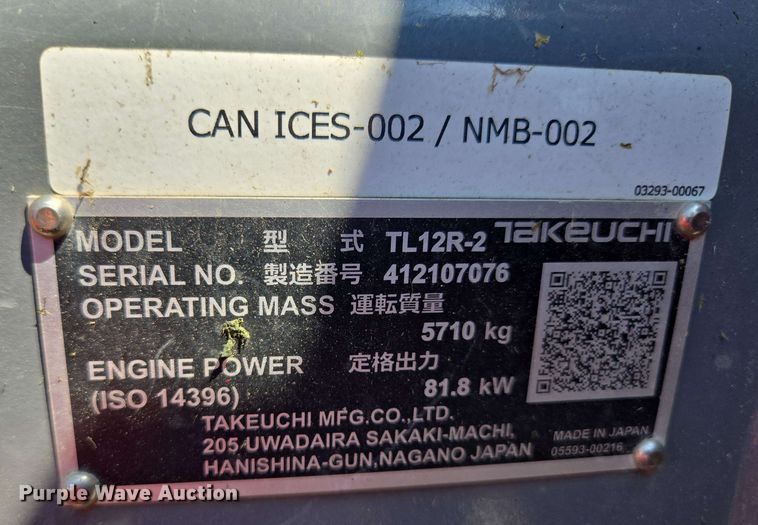 CAN ICES-002 / NMB-002
03293-00067
MODEL 型 式 TL12R-2 TAKEUCHI
SERIAL NO. 製造番号 412107076
OPERATING MASS 運転質量
5710 kg
ENGINE POWER 定格出力
(ISO 14396) 81.8 kW
TAKEUCHI MFG.CO.,LTD.
205 UWADAIRA SAKAKI-MACHI, MADE IN JAPAN
HANISHINA-GUN,NAGANO JAPAN 05593-00216
Purple Wave Auction